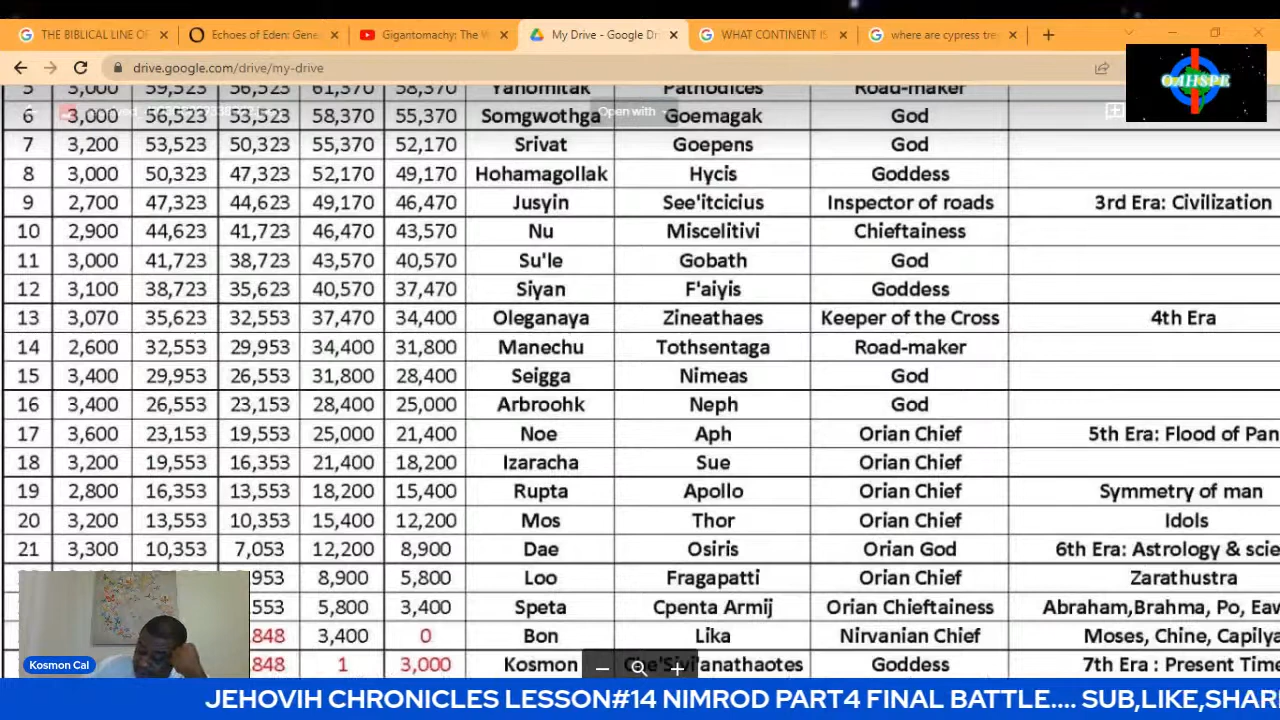 THE BIBLICAL LINE OF
Echoes of Eden: Gene
Gigantomachy: The W
My Drive - Google Dr
WHAT CONTINENT IS
where are cypress tre
drive.google.com/drive/my-drive
OAHSPE
5 3,000 59,523 56,523 61,370 58,370 Yanomitak Pathodices Road-maker
Open with
6 3,000 56,523 53,523 58,370 55,370 Somgwothga Goemagak God
7 3,200 53,523 50,323 55,370 52,170 Srivat Goepens God
8 3,000 50,323 47,323 52,170 49,170 Hohamagollak Hycis Goddess
9 2,700 47,323 44,623 49,170 46,470 Jusyin See'itcicius Inspector of roads 3rd Era: Civilization
10 2,900 44,623 41,723 46,470 43,570 Nu Miscelitivi Chieftainess
11 3,000 41,723 38,723 43,570 40,570 Su'le Gobath God
12 3,100 38,723 35,623 40,570 37,470 Siyan F'aiyis Goddess
13 3,070 35,623 32,553 37,470 34,400 Oleganaya Zineathaes Keeper of the Cross 4th Era
14 2,600 32,553 29,953 34,400 31,800 Manechu Tothsentaga Road-maker
15 3,400 29,953 26,553 31,800 28,400 Seigga Nimeas God
16 3,400 26,553 23,153 28,400 25,000 Arbroohk Neph God
17 3,600 23,153 19,553 25,000 21,400 Noe Aph Orian Chief 5th Era: Flood of Pan
18 3,200 19,553 16,353 21,400 18,200 Izaracha Sue Orian Chief
19 2,800 16,353 13,553 18,200 15,400 Rupta Apollo Orian Chief Symmetry of man
20 3,200 13,553 10,353 15,400 12,200 Mos Thor Orian Chief Idols
21 3,300 10,353 7,053 12,200 8,900 Dae Osiris Orian God 6th Era: Astrology & scie
953 8,900 5,800 Loo Fragapatti Orian Chief Zarathustra
553 5,800 3,400 Speta Cpenta Armij Orian Chieftainess Abraham,Brahma, Po, Eaw
848 3,400 0 Bon Lika Nirvanian Chief Moses, Chine, Capilya
848 1 3,000 Kosmon Goddess 7th Era : Present Time
Kosmon Cal
JEHOVIH CHRONICLES LESSON#14 NIMROD PART4 FINAL BATTLE.... SUB,LIKE,SHAR